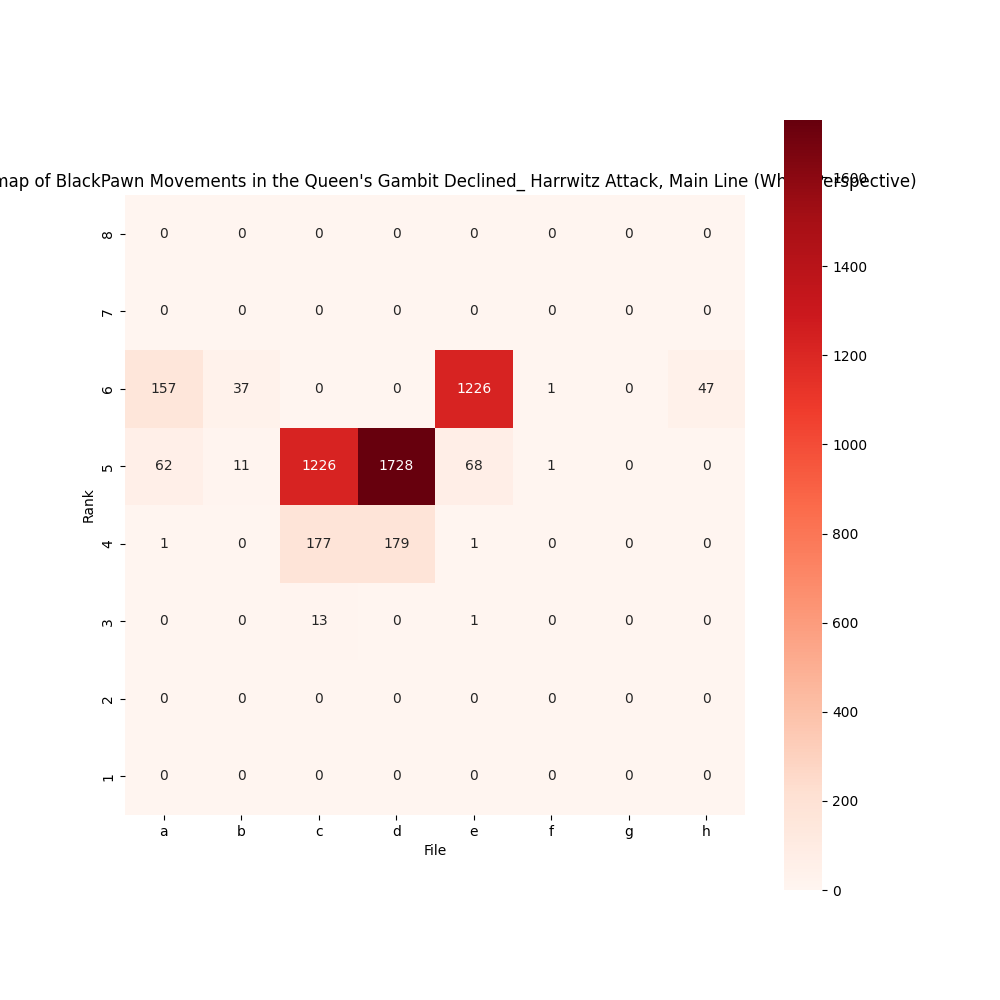 map of BlackPawn Movements in the Queen's Gambit Declined_ Harrwitz Attack, Main Line (Wh Perspective)
1600
8 0 0 0 0 0 0 0 0
1400
7 0 0 0 0 0 0 0 0
1200
6 157 37 0 0 1226 1 0 47
1000
5 62 11 1226 1728 68 1 0 0
Rank
800
4 1 0 177 179 1 0 0 0
600
3 0 0 13 0 1 0 0 0
400
2 0 0 0 0 0 0 0 0
200
1 0 0 0 0 0 0 0 0
a b c d e f g h
File
0